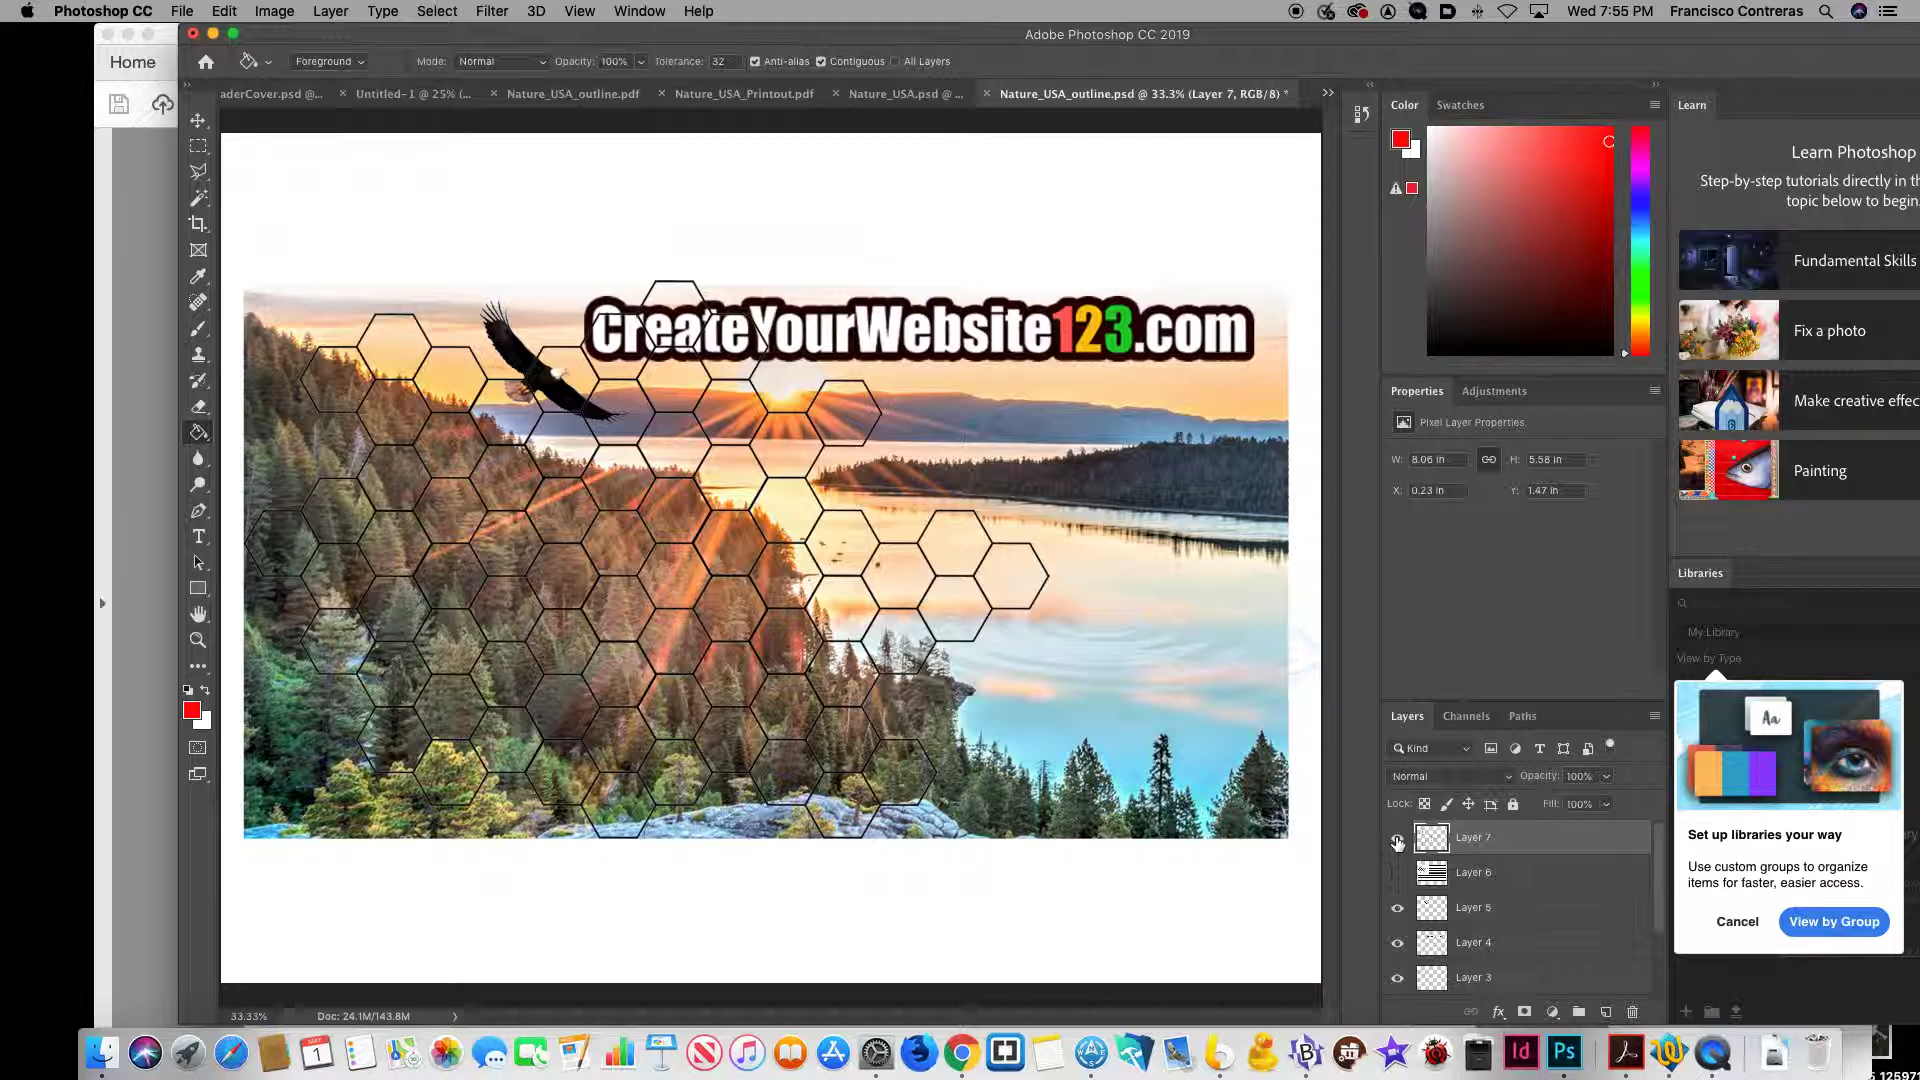 Photoshop CC File Edit Image Layer Type Select Filter 3D View Window Help Wed 7:55 PM Francisco Contreras
Adobe Photoshop CC 2019
Home
Foreground Mode: Normal Opacity: 100% Tolerance: 32 Anti-alias Contiguous All Layers
aderCover.psd @... Untitled-1 @ 25% (... Nature_USA_outline.pdf Nature_USA_Printout.pdf Nature_USA.psd @ ... Nature_USA_outline.psd @ 33.3% (Layer 7, RGB/8) *
Color Swatches
Learn
Learn Photoshop
Step-by-step tutorials directly in th
topic below to begin.
Fundamental Skills
Fix a photo
Make creative effec
Painting
CreateYourWebsite123.com
Properties Adjustments
Pixel Layer Properties
W: 8.06 in H: 5.58 in
X: 0.23 in Y: 1.47 in
Libraries
My Library
View by Type
Aa
Set up libraries your way
Use custom groups to organize
items for faster, easier access.
Cancel View by Group
Layers Channels Paths
Kind
Normal Opacity: 100%
Lock: Fill: 100%
Layer 7
Layer 6
Layer 5
Layer 4
Layer 3
fx
33.33% Doc: 24.1M/143.8M
MAY
1
Id
Ps
5 125971